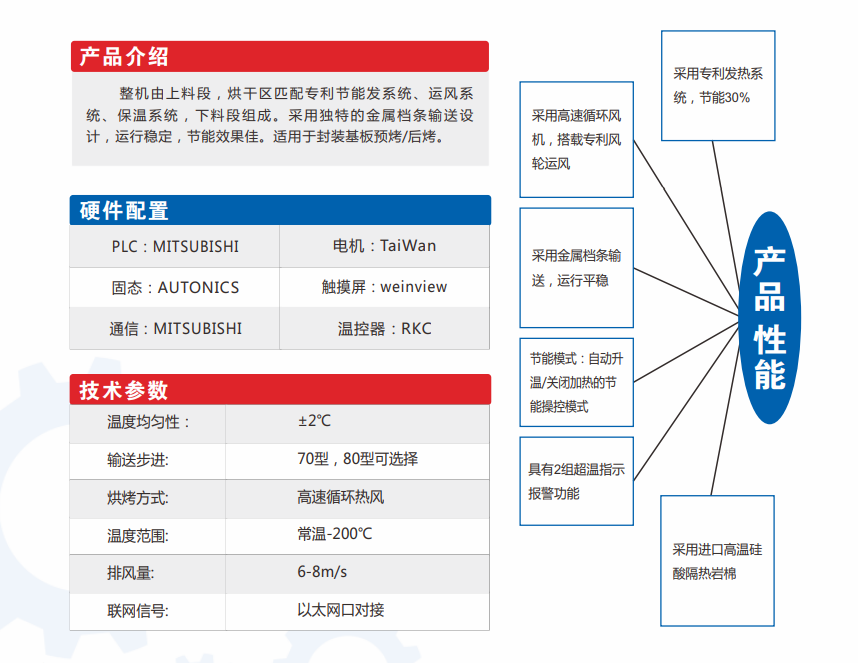 产品介绍
整机由上料段，烘干区匹配专利节能发系统、运风系
统、保温系统，下料段组成。采用独特的金属档条输送设
计，运行稳定，节能效果佳。适用于封装基板预烤/后烤。
硬件配置
PLC：MITSUBISHI
电机：TaiWan
固态：AUTONICS
触摸屏：weinview
通信：MITSUBISHI
温控器：RKC
技术参数
温度均匀性：
±2℃
输送步进:
70型，80型可选择
烘烤方式:
高速循环热风
温度范围:
常温-200℃
排风量:
6-8m/s
联网信号:
以太网口对接
采用专利发热系
统，节能30%
采用高速循环风
机，搭载专利风
轮运风
采用金属档条输
送，运行平稳
节能模式：自动升
温/关闭加热的节
能操控模式
具有2组超温指示
报警功能
采用进口高温硅
酸隔热岩棉
产品性能